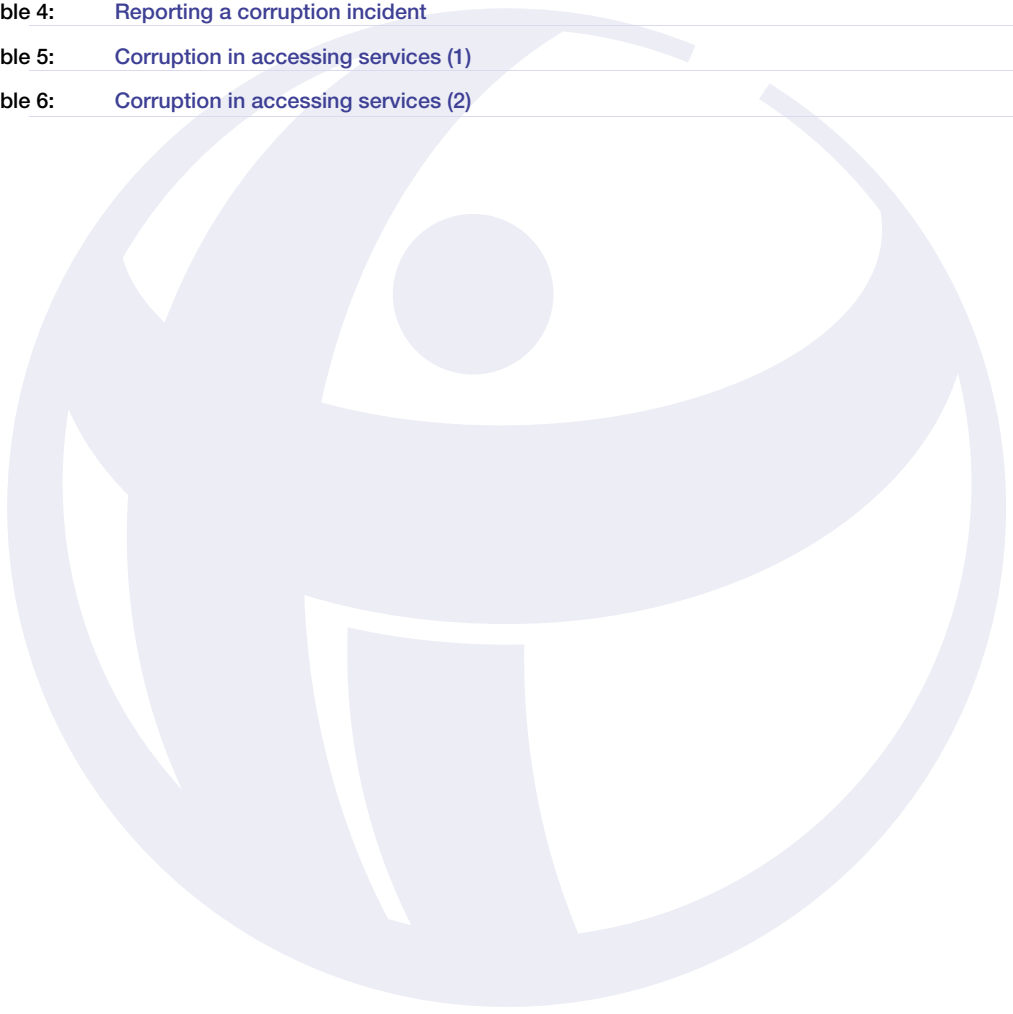 ble 4: Reporting a corruption incident
ble 5: Corruption in accessing services (1)
ble 6: Corruption in accessing services (2)